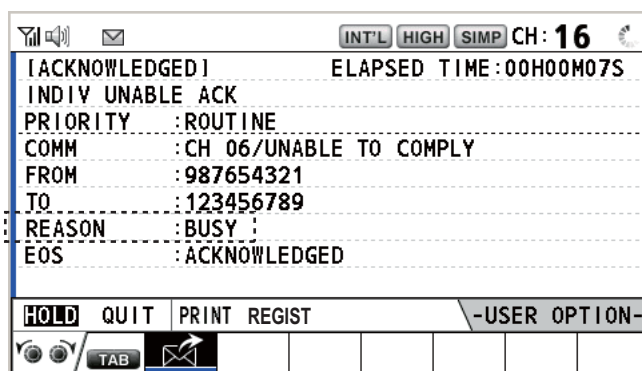 INT'L HIGH SIMP CH: 16
[ACKNOWLEDGED] ELAPSED TIME:00H00M07S
INDIV UNABLE ACK
PRIORITY :ROUTINE
COMM :CH 06/UNABLE TO COMPLY
FROM :987654321
TO :123456789
REASON :BUSY
EOS :ACKNOWLEDGED
HOLD QUIT PRINT REGIST -USER OPTION-
TAB